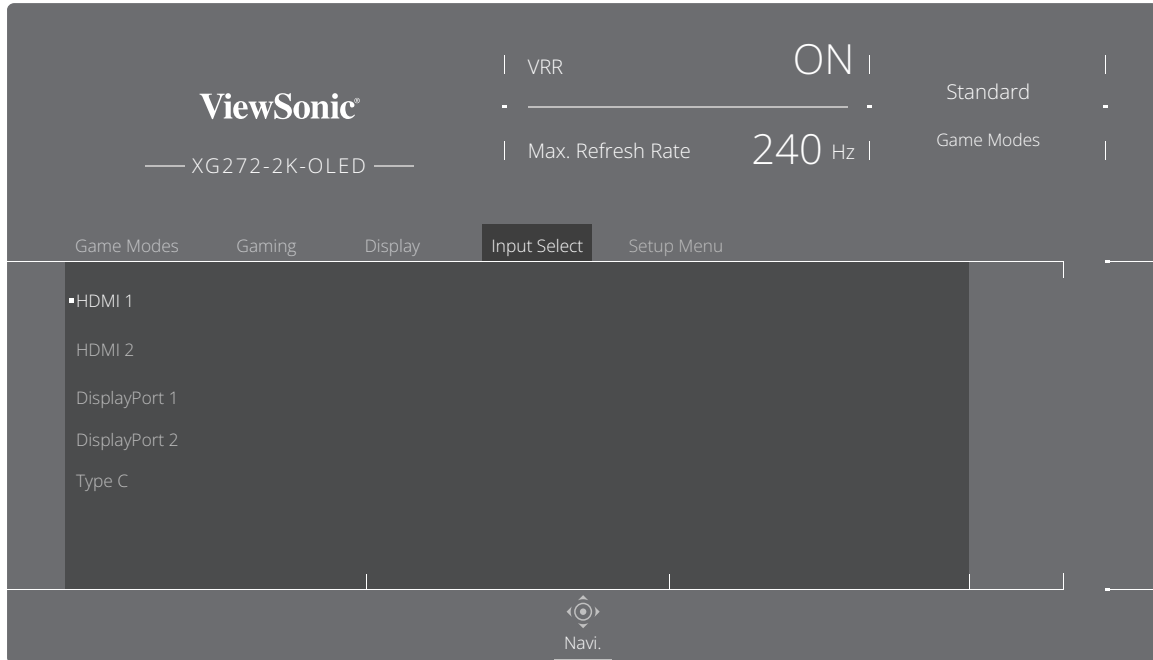 ViewSonic®
XG272-2K-OLED
VRR ON
Max. Refresh Rate 240 Hz
Standard
Game Modes
Game Modes Gaming Display Input Select Setup Menu
HDMI 1
HDMI 2
DisplayPort 1
DisplayPort 2
Type C
Navi.